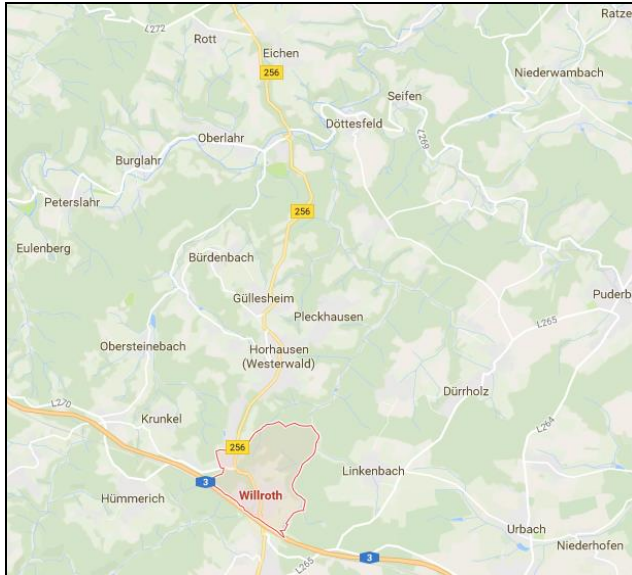 L272
Ratze
Rott
Eichen
256
Niederwambach
Seifen
Döttesfeld
Oberlahr
L269
Burglahr
Peterslahr
256
Eulenberg
Bürdenbach
Güllesheim
Puderb
Pleckhausen
L265
Obersteinebach
Horhausen
(Westerwald)
Dürrholz
L270
Krunkel
L264
256
Linkenbach
3
Hümmerich
Willroth
Urbach
Niederhofen
3
L265